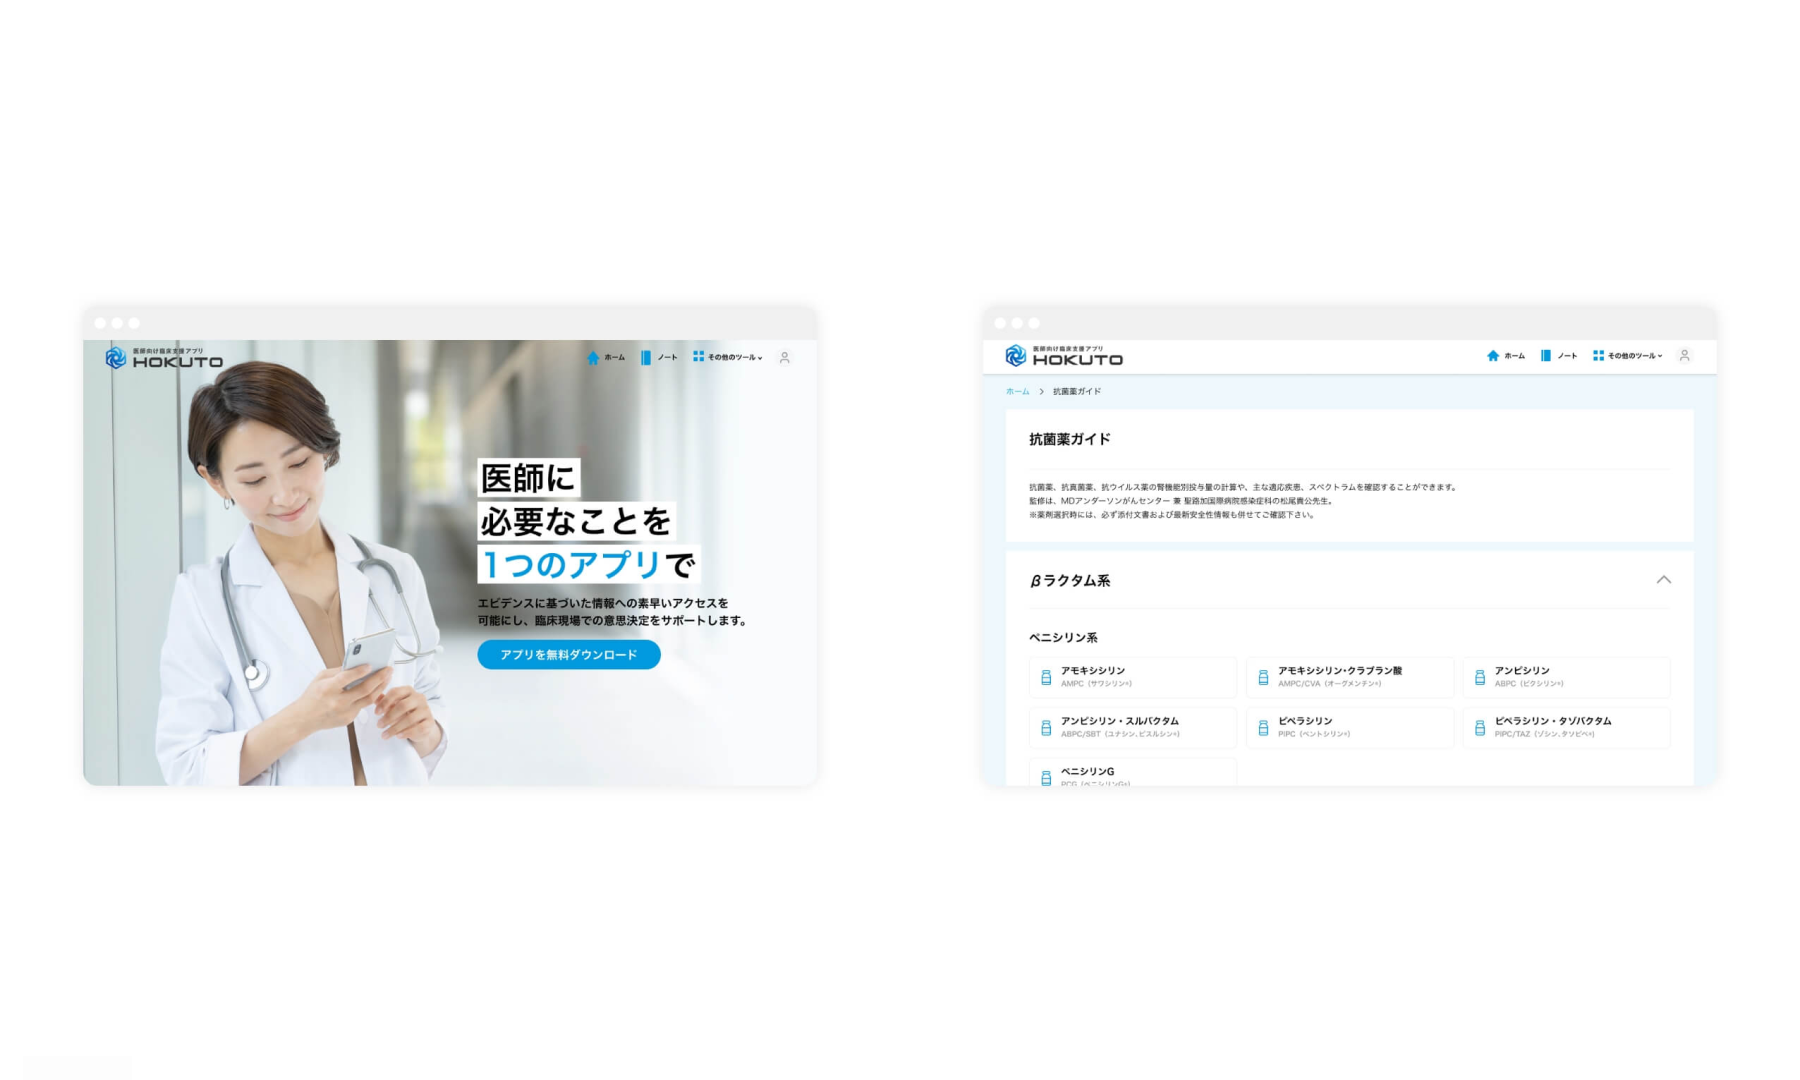 医師向け臨床支援アプリ
HOKUTO
ホーム
ノート
その他のツール
医師に
必要なことを
1つのアプリで
エビデンスに基づいた情報への素早いアクセスを
可能にし、臨床現場での意思決定をサポートします。
アプリを無料ダウンロード
医師向け臨床支援アプリ
HOKUTO
ホーム
ノート
その他のツール
ホーム > 抗菌薬ガイド
抗菌薬ガイド
抗菌薬、抗真菌薬、抗ウイルス薬の腎機能別投与量の計算や、主な適応疾患、スペクトラムを確認することができます。
監修は、MDアンダーソンがんセンター 兼 聖路加国際病院感染症科の松尾貴公先生。
※薬剤選択時には、必ず添付文書および最新安全性情報も併せてご確認下さい。
βラクタム系
ペニシリン系
アモキシシリン
AMPC（サワシリン®）
アモキシシリン・クラブラン酸
AMPC/CVA（オーグメンチン®）
アンピシリン
ABPC（ビクシリン®）
アンピシリン・スルバクタム
ABPC/SBT（ユナシン、ピスルシン®）
ピペラシリン
PIPC（ペントシリン®）
ピペラシリン・タゾバクタム
PIPC/TAZ（ゾシン、タゾピペ®）
ペニシリンG
PCG（ペニシリンG®）